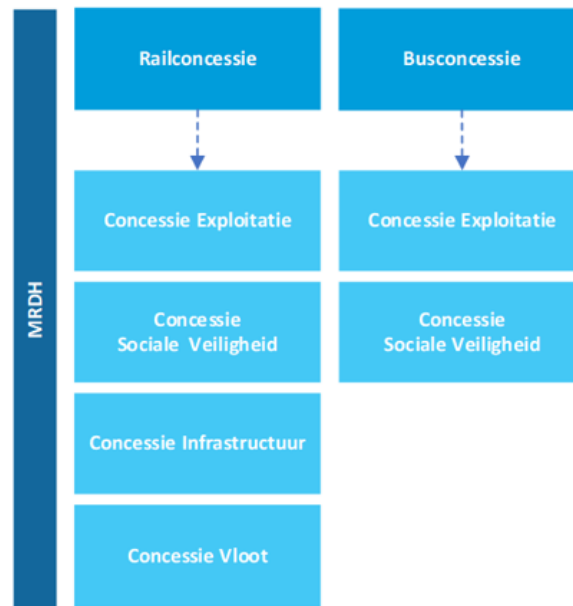 MRDH
Railconcessie
Busconcessie
Concessie Exploitatie
Concessie Exploitatie
Concessie
Sociale Veiligheid
Concessie
Sociale Veiligheid
Concessie Infrastructuur
Concessie Vloot